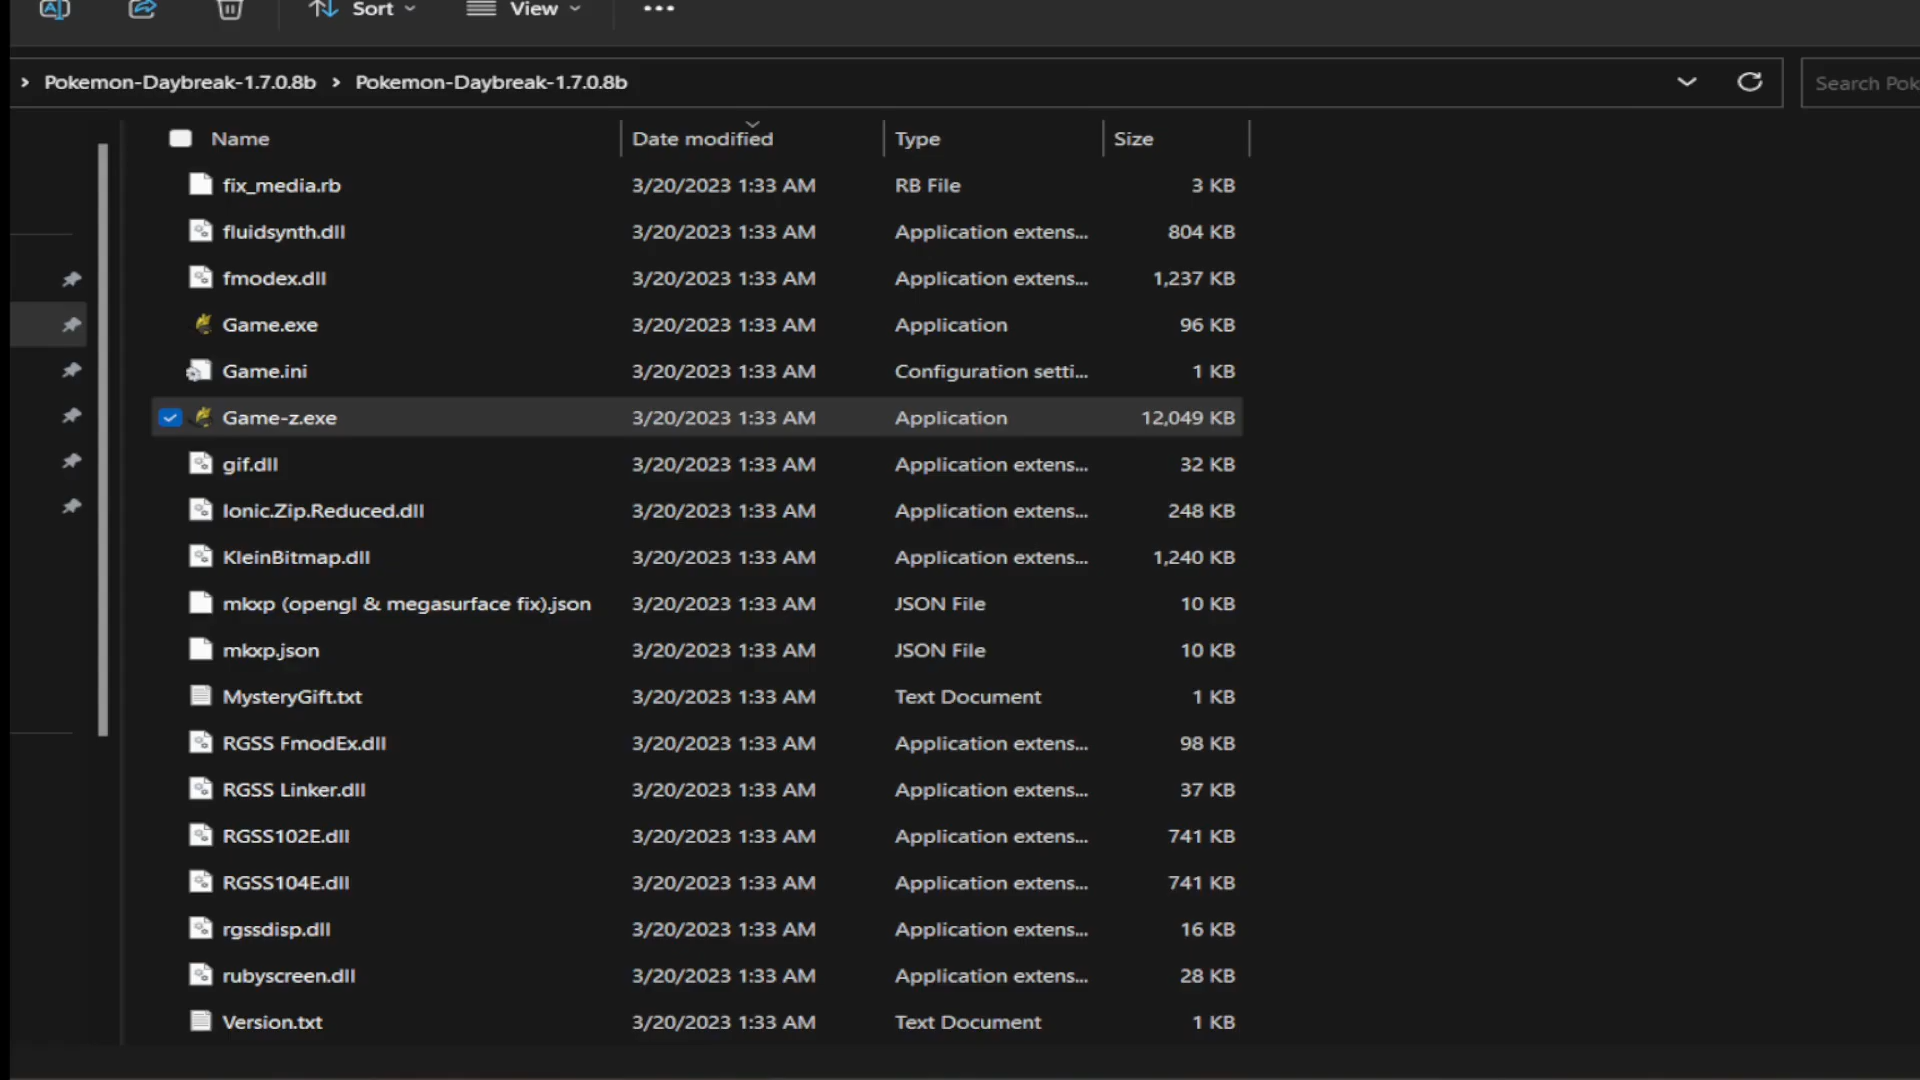 Sort View
Pokemon-Daybreak-1.7.0.8b > Pokemon-Daybreak-1.7.0.8b Search Pok
Name Date modified Type Size
fix_media.rb 3/20/2023 1:33 AM RB File 3 KB
fluidsynth.dll 3/20/2023 1:33 AM Application extens... 804 KB
fmodex.dll 3/20/2023 1:33 AM Application extens... 1,237 KB
Game.exe 3/20/2023 1:33 AM Application 96 KB
Game.ini 3/20/2023 1:33 AM Configuration setti... 1 KB
Game-z.exe 3/20/2023 1:33 AM Application 12,049 KB
gif.dll 3/20/2023 1:33 AM Application extens... 32 KB
Ionic.Zip.Reduced.dll 3/20/2023 1:33 AM Application extens... 248 KB
KleinBitmap.dll 3/20/2023 1:33 AM Application extens... 1,240 KB
mkxp (opengl & megasurface fix).json 3/20/2023 1:33 AM JSON File 10 KB
mkxp.json 3/20/2023 1:33 AM JSON File 10 KB
MysteryGift.txt 3/20/2023 1:33 AM Text Document 1 KB
RGSS FmodEx.dll 3/20/2023 1:33 AM Application extens... 98 KB
RGSS Linker.dll 3/20/2023 1:33 AM Application extens... 37 KB
RGSS102E.dll 3/20/2023 1:33 AM Application extens... 741 KB
RGSS104E.dll 3/20/2023 1:33 AM Application extens... 741 KB
rgssdisp.dll 3/20/2023 1:33 AM Application extens... 16 KB
rubyscreen.dll 3/20/2023 1:33 AM Application extens... 28 KB
Version.txt 3/20/2023 1:33 AM Text Document 1 KB